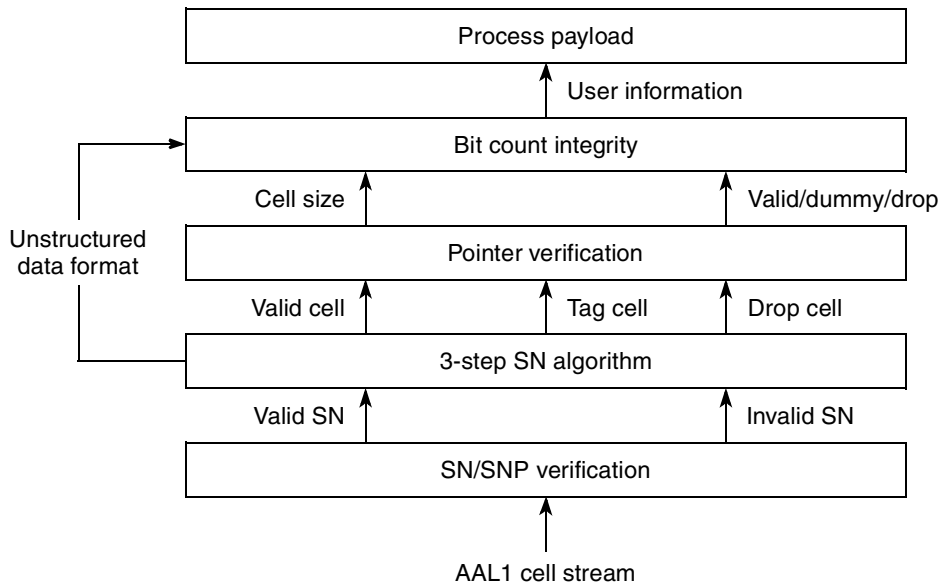 Process payload
User information
Bit count integrity
Cell size
Valid/dummy/drop
Unstructured
data format
Pointer verification
Valid cell
Tag cell
Drop cell
3-step SN algorithm
Valid SN
Invalid SN
SN/SNP verification
AAL1 cell stream